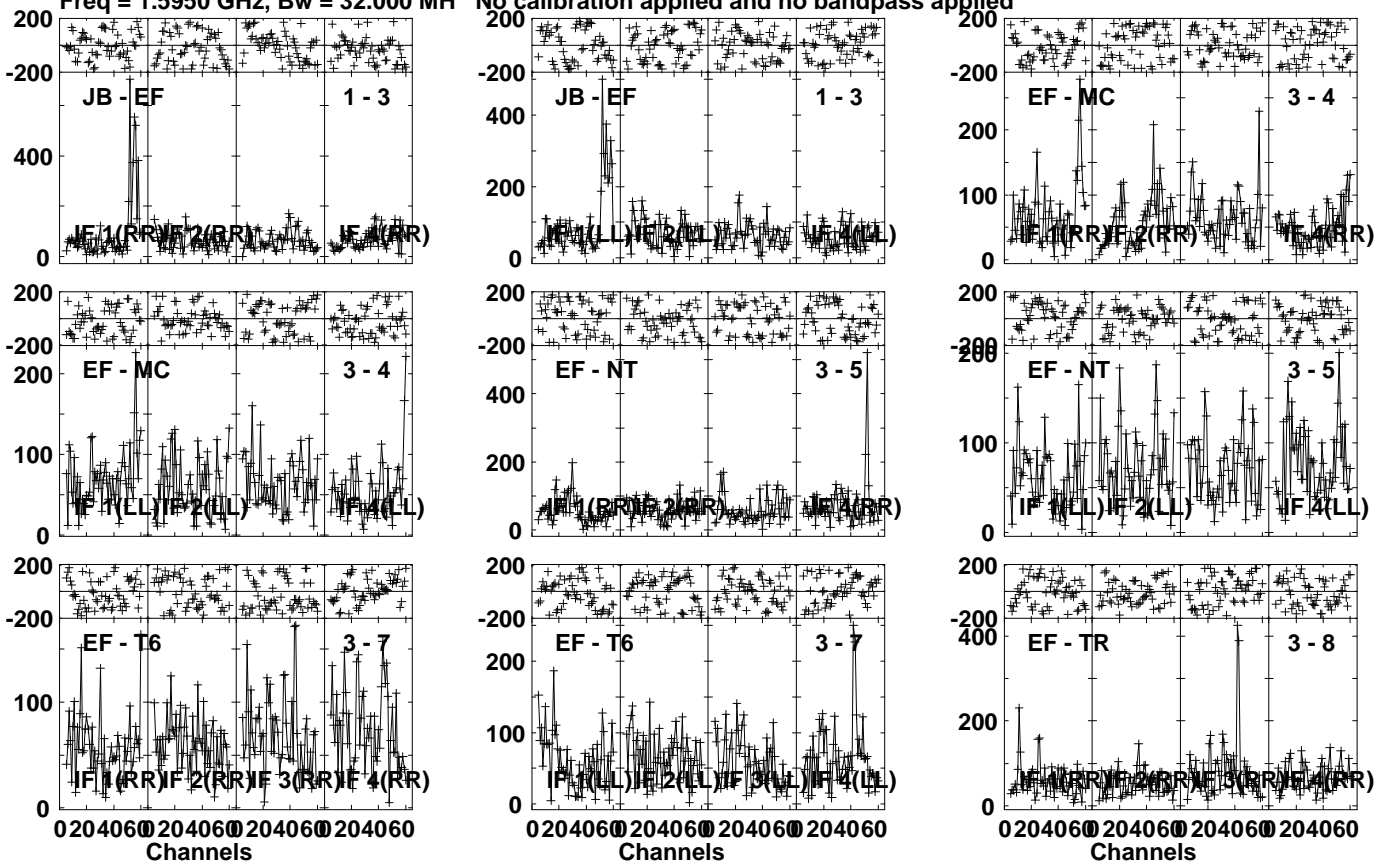 Freq = 1.5950 GHz, Bw = 32.000 MH No calibration applied and no bandpass applied
200
-200
JB - EF 1 - 3
400
0
IF 1(RR) IF 2(RR) IF 4(RR)
JB - EF 1 - 3
400
200
0
IF 1(LL) IF 2(LL) IF 4(LL)
200
-200
EF - MC 3 - 4
200
100
0
IF 1(RR) IF 2(RR) IF 4(RR)
200
-200
EF - MC 3 - 4
200
100
0
IF 1(LL) IF 2(LL) IF 4(LL)
200
-200
EF - NT 3 - 5
400
200
0
IF 1(RR) IF 2(RR) IF 4(RR)
200
-200
200
EF - NT 3 - 5
100
0
IF 1(LL) IF 2(LL) IF 4(LL)
200
-200
EF - T6 3 - 7
100
0
IF 1(RR) IF 2(RR) IF 3(RR) IF 4(RR)
0 20 40 60 0 20 40 60 0 20 40 60 0 20 40 60
Channels
200
-200
EF - T6 3 - 7
200
100
0
IF 1(LL) IF 2(LL) IF 3(LL) IF 4(LL)
0 20 40 60 0 20 40 60 0 20 40 60 0 20 40 60
Channels
200
-200
400
EF - TR 3 - 8
200
0
IF 1(RR) IF 2(RR) IF 3(RR) IF 4(RR)
0 20 40 60 0 20 40 60 0 20 40 60 0 20 40 60
Channels